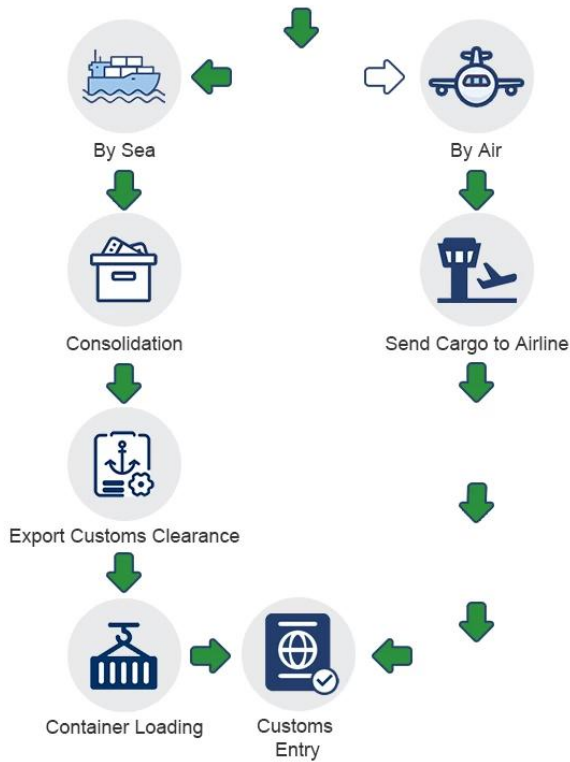 By Sea
By Air
Consolidation
Send Cargo to Airline
Export Customs Clearance
Container Loading
Customs
Entry